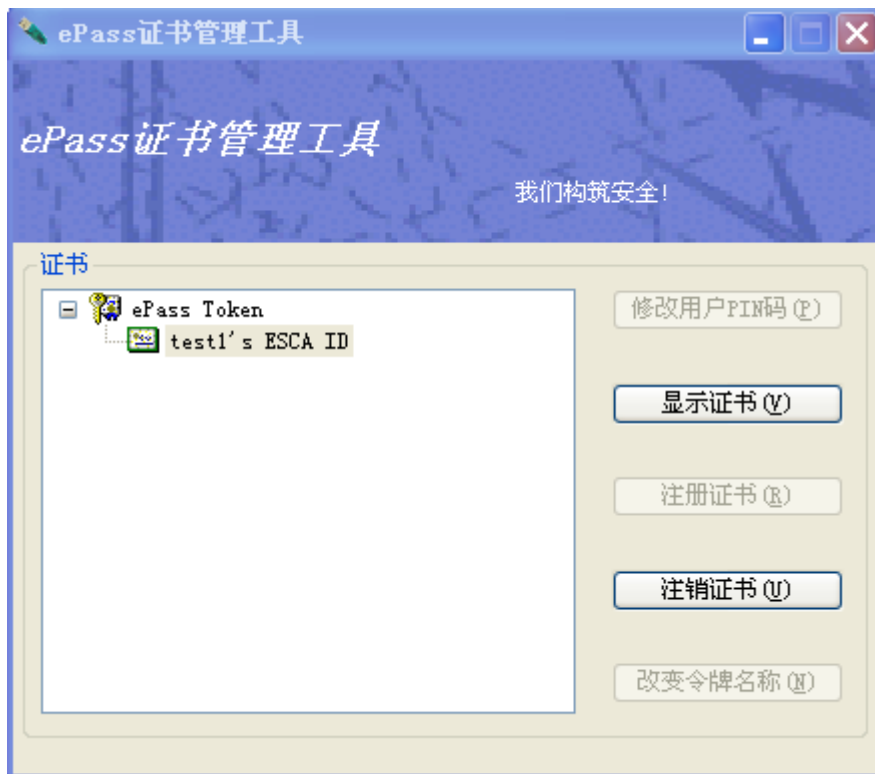 ePass证书管理工具
ePass证书管理工具
我们构筑安全!
证书
ePass Token
test1's ESCA ID
修改用户PIN码(P)
显示证书(V)
注册证书(R)
注销证书(U)
改变令牌名称(N)